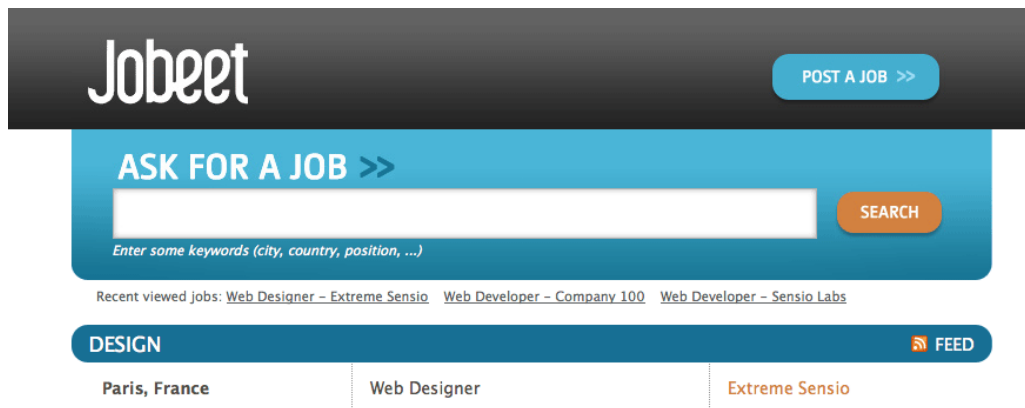 Jobeet
POST A JOB >>
ASK FOR A JOB >>
SEARCH
Enter some keywords (city, country, position, ...)
Recent viewed jobs: Web Designer – Extreme Sensio Web Developer – Company 100 Web Developer – Sensio Labs
DESIGN FEED
Paris, France Web Designer Extreme Sensio